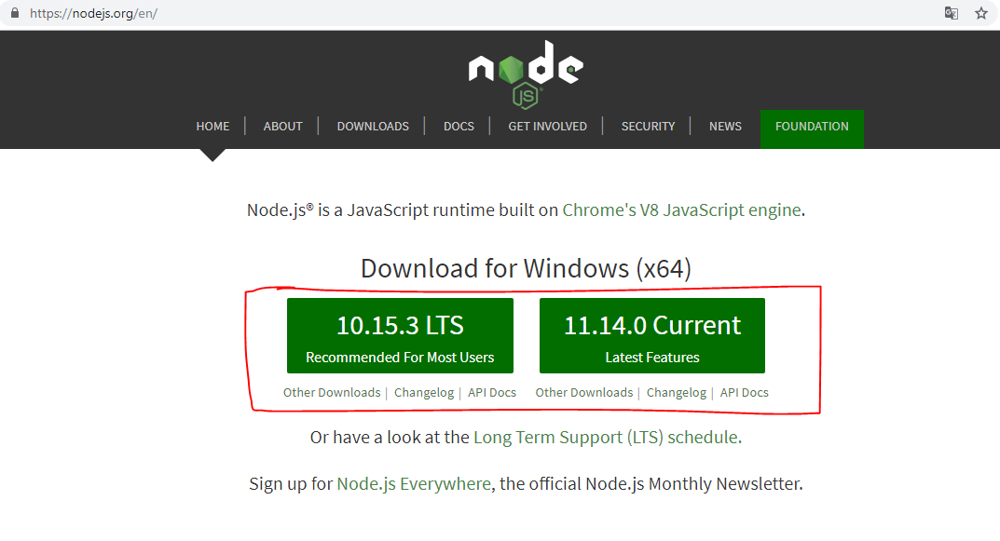 https://nodejs.org/en/
node
JS
HOME ABOUT DOWNLOADS DOCS GET INVOLVED SECURITY NEWS FOUNDATION
Node.js® is a JavaScript runtime built on Chrome's V8 JavaScript engine.
Download for Windows (x64)
10.15.3 LTS
Recommended For Most Users
11.14.0 Current
Latest Features
Other Downloads | Changelog | API Docs
Other Downloads | Changelog | API Docs
Or have a look at the Long Term Support (LTS) schedule.
Sign up for Node.js Everywhere, the official Node.js Monthly Newsletter.